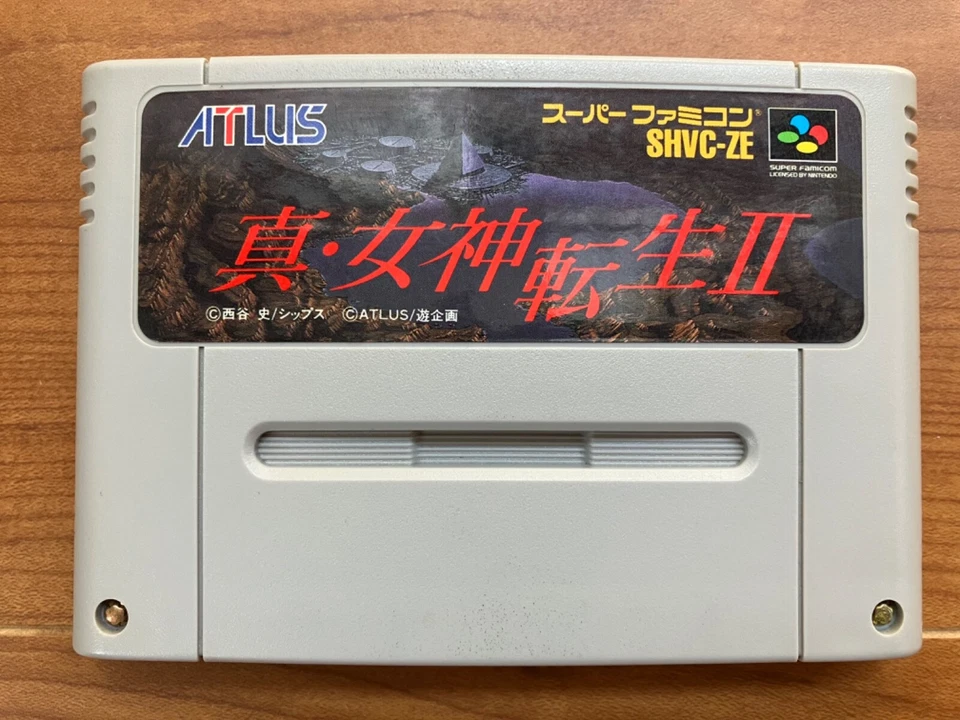 ATLUS
スーパーファミコン®
SHVC-ZE
SUPER FAMICOM
LICENSED BY NINTENDO
真・女神転生II
©西谷 史/シップス ©ATLUS/遊企画